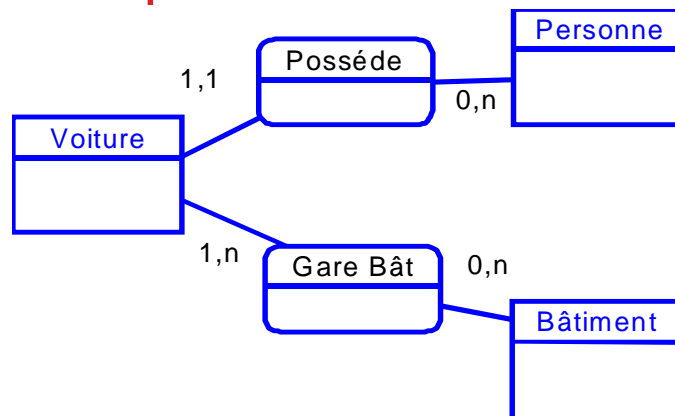 Personne
Posséde
1,1
0,n
Voiture
1,n
Gare Bât
0,n
Bâtiment